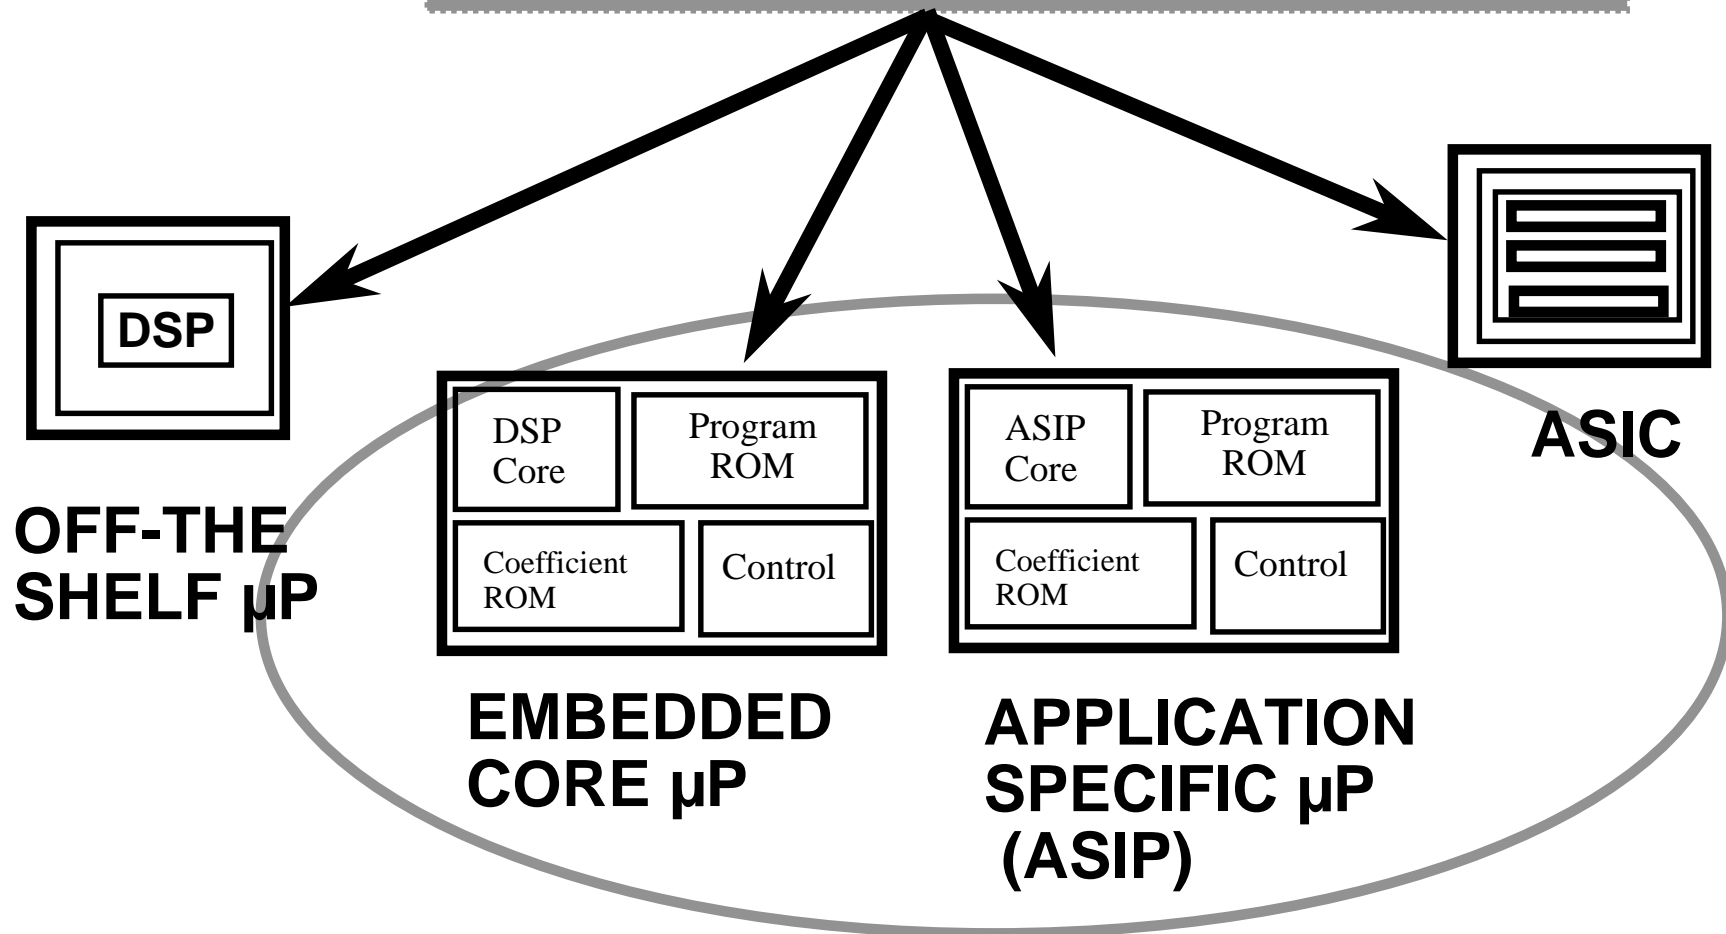 DSP
OFF-THE
SHELF µP
DSP
Core
Program
ROM
Coefficient
ROM
Control
EMBEDDED
CORE µP
ASIP
Core
Program
ROM
Coefficient
ROM
Control
APPLICATION
SPECIFIC µP
(ASIP)
ASIC